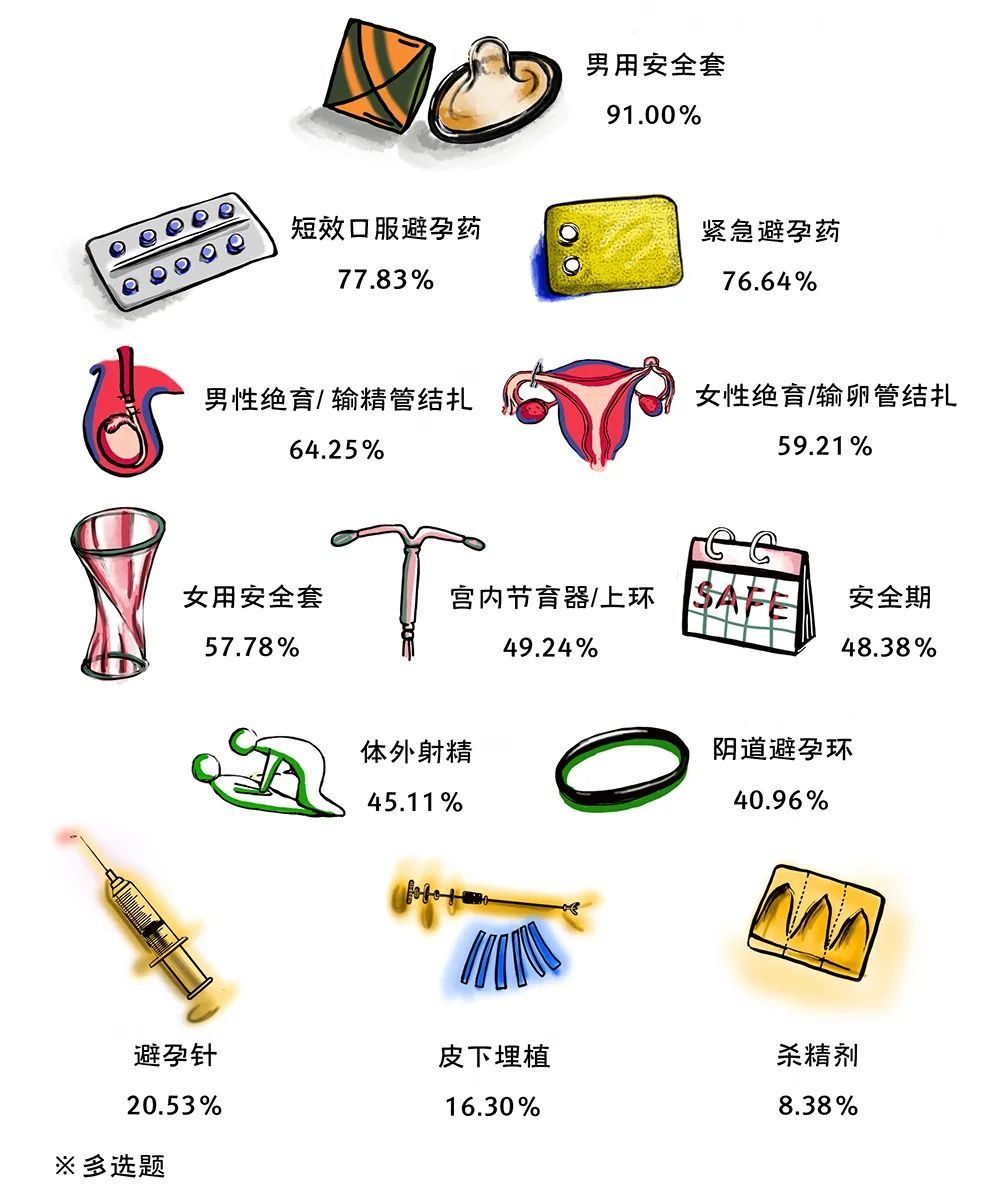 男用安全套
91.00%
短效口服避孕药
77.83%
紧急避孕药
76.64%
男性绝育/输精管结扎
64.25%
女性绝育/输卵管结扎
59.21%
女用安全套
57.78%
宫内节育器/上环
49.24%
SAFE
安全期
48.38%
体外射精
45.11%
阴道避孕环
40.96%
避孕针
20.53%
皮下埋植
16.30%
杀精剂
8.38%
※多选题